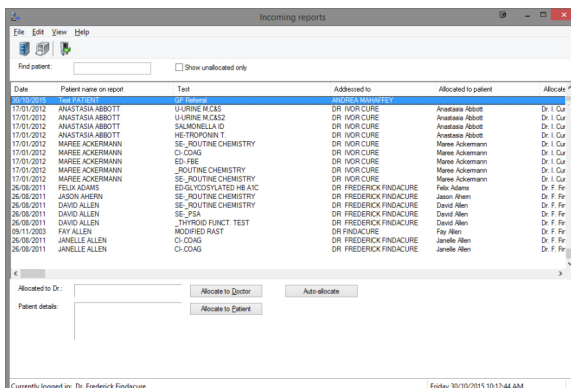 Incoming reports
File Edit View Help
Find patient: Show unallocated only
Date Patient name on report Test Addressed to Allocated to patient Allocate
30/10/2015 Test PATIENT GP Referral ANDREA MAHAFFEY
17/01/2012 ANASTASIA ABBOTT U-URINE M,C&S DR IVOR CURE Anastasia Abbott Dr. I. Cur
17/01/2012 ANASTASIA ABBOTT U-URINE M,C&S2 DR IVOR CURE Anastasia Abbott Dr. I. Cur
17/01/2012 ANASTASIA ABBOTT SALMONELLA ID DR IVOR CURE Anastasia Abbott Dr. I. Cur
17/01/2012 ANASTASIA ABBOTT HE-TROPONIN T. DR IVOR CURE Anastasia Abbott Dr. I. Cur
17/01/2012 MAREE ACKERMANN SE-_ROUTINE CHEMISTRY DR IVOR CURE Maree Ackermann Dr. I. Cur
17/01/2012 MAREE ACKERMANN CI-COAG DR IVOR CURE Maree Ackermann Dr. I. Cur
17/01/2012 MAREE ACKERMANN ED-FBE DR IVOR CURE Maree Ackermann Dr. I. Cur
17/01/2012 MAREE ACKERMANN _ROUTINE CHEMISTRY DR IVOR CURE Maree Ackermann Dr. I. Cur
17/01/2012 MAREE ACKERMANN SE-_ROUTINE CHEMISTRY DR IVOR CURE Maree Ackermann Dr. I. Cur
26/08/2011 FELIX ADAMS ED-GLYCOSYLATED HB A1C DR FREDERICK FINDACURE Felix Adams Dr. F. Fin
26/08/2011 JASON AHERN SE-_ROUTINE CHEMISTRY DR FREDERICK FINDACURE Jason Ahern Dr. F. Fin
26/08/2011 DAVID ALLEN SE-_ROUTINE CHEMISTRY DR FREDERICK FINDACURE David Allen Dr. F. Fin
26/08/2011 DAVID ALLEN SE-_PSA DR FREDERICK FINDACURE David Allen Dr. F. Fin
26/08/2011 DAVID ALLEN _THYROID FUNCT. TEST DR FREDERICK FINDACURE David Allen Dr. F. Fin
09/11/2003 FAY ALLEN MODIFIED RAST DR FINDACURE Fay Allen Dr. F. Fin
26/08/2011 JANELLE ALLEN CI-COAG DR FREDERICK FINDACURE Janelle Allen Dr. F. Fin
26/08/2011 JANELLE ALLEN CI-COAG DR FREDERICK FINDACURE Janelle Allen Dr. F. Fin
Allocated to Dr.: Allocate to Doctor Auto-allocate
Patient details: Allocate to Patient
Currently logged in: Dr. Frederick Findacure Friday 30/10/2015 10:12:44 AM